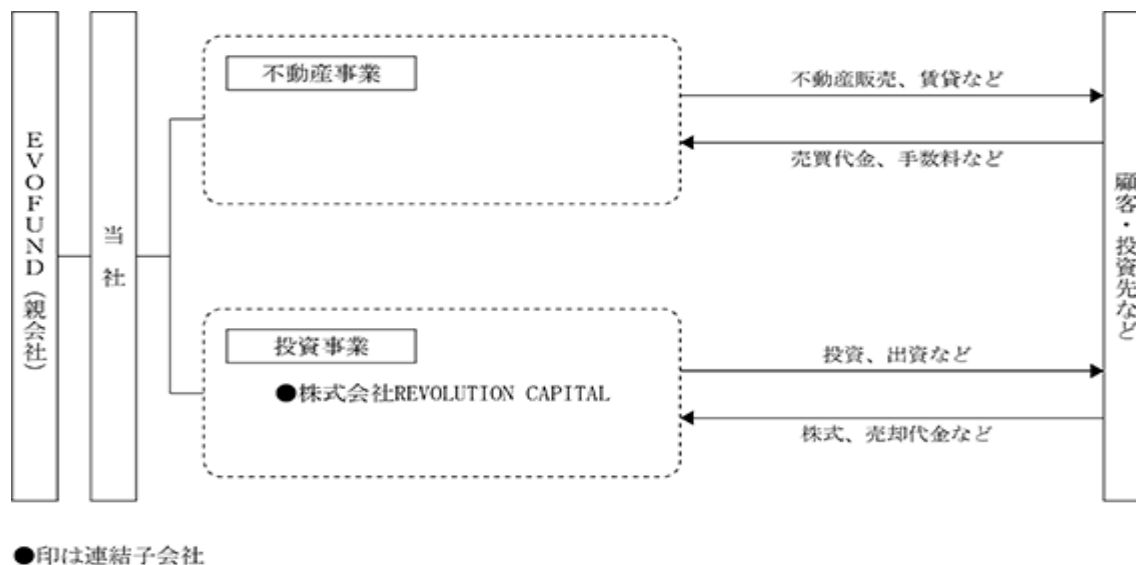 EVOFUND（親会社）
当社
不動産事業
不動産販売、賃貸など
売買代金、手数料など
投資事業
●株式会社REVOLUTION CAPITAL
投資、出資など
株式、売却代金など
顧客・投資先など
●印は連結子会社